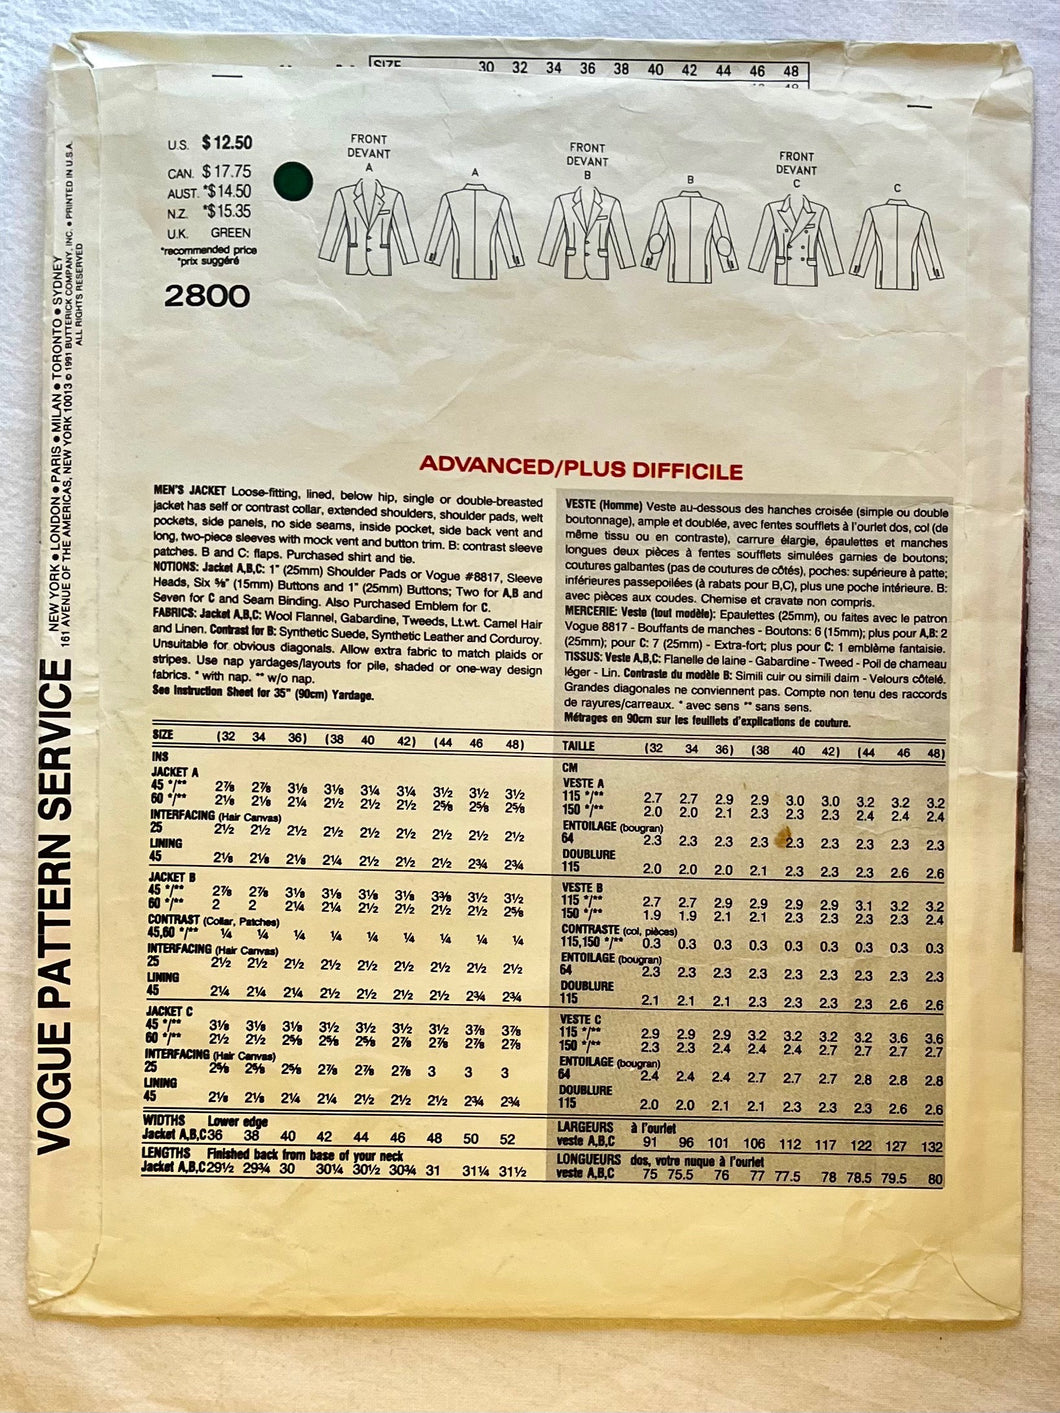 SIZE 30 32 34 36 38 40 42 44 46 48
U.S. $12.50
CAN. $17.75
AUST. *$14.50
N.Z. *$15.35
U.K. GREEN
*recommended price
*prix suggéré
2800
FRONT
DEVANT
A
A
FRONT
DEVANT
B
B
FRONT
DEVANT
C
C
VOGUE PATTERN SERVICE
NEW YORK ● LONDON ● PARIS ● MILAN ● TORONTO ● SYDNEY
161 AVENUE OF THE AMERICAS, NEW YORK 10013 © 1991 BUTTERICK COMPANY, INC. ● PRINTED IN U.S.A.
ALL RIGHTS RESERVED
ADVANCED/PLUS DIFFICILE
MEN'S JACKET Loose-fitting, lined, below hip, single or double-breasted
jacket has self or contrast collar, extended shoulders, shoulder pads, welt
pockets, side panels, no side seams, inside pocket, side back vent and
long, two-piece sleeves with mock vent and button trim. B: contrast sleeve
patches. B and C: flaps. Purchased shirt and tie.
NOTIONS: Jacket A,B,C: 1" (25mm) Shoulder Pads or Vogue #8817, Sleeve
Heads, Six ⅝" (15mm) Buttons and 1" (25mm) Buttons; Two for A,B and
Seven for C and Seam Binding. Also Purchased Emblem for C.
FABRICS: Jacket A,B,C: Wool Flannel, Gabardine, Tweeds, Lt.wt. Camel Hair
and Linen. Contrast for B: Synthetic Suede, Synthetic Leather and Corduroy.
Unsuitable for obvious diagonals. Allow extra fabric to match plaids or
stripes. Use nap yardages/layouts for pile, shaded or one-way design
fabrics. * with nap. ** w/o nap.
See Instruction Sheet for 35" (90cm) Yardage.
VESTE (Homme) Veste au-dessous des hanches croisée (simple ou double
boutonnage), ample et doublée, avec fentes soufflets à l'ourlet dos, col (de
même tissu ou en contraste), carrure élargie, épaulettes et manches
longues deux pièces à fentes soufflets simulées garnies de boutons;
coutures galbantes (pas de coutures de côtés), poches: supérieure à patte;
inférieures passepoilées (à rabats pour B,C), plus une poche intérieure. B:
avec pièces aux coudes. Chemise et cravate non compris.
MERCERIE: Veste (tout modèle): Epaulettes (25mm), ou faites avec le patron
Vogue 8817 - Bouffants de manches - Boutons: 6 (15mm); plus pour A,B: 2
(25mm); pour C: 7 (25mm) - Extra-fort; plus pour C: 1 emblème fantaisie.
TISSUS: Veste A,B,C: Flanelle de laine - Gabardine - Tweed - Poil de chameau
léger - Lin. Contraste du modèle B: Simili cuir ou simili daim - Velours côtelé.
Grandes diagonales ne conviennent pas. Compte non tenu des raccords
de rayures/carreaux. * avec sens ** sans sens.
Métrages en 90cm sur les feuillets d'explications de couture.
SIZE (32 34 36) (38 40 42) (44 46 48)
INS
JACKET A
45 */** 2⅞ 2⅞ 3⅛ 3⅛ 3¼ 3¼ 3½ 3½ 3½
60 */** 2⅛ 2⅛ 2¼ 2½ 2½ 2½ 2⅝ 2⅝ 2⅝
INTERFACING (Hair Canvas)
25 2½ 2½ 2½ 2½ 2½ 2½ 2½ 2½ 2½
LINING
45 2⅛ 2⅛ 2⅛ 2¼ 2½ 2½ 2½ 2¾ 2¾
JACKET B
45 */** 2⅞ 2⅞ 3⅛ 3⅛ 3⅛ 3⅛ 3⅜ 3½ 3½
60 */** 2 2 2¼ 2¼ 2½ 2½ 2½ 2½ 2⅝
CONTRAST (Collar, Patches)
45,60 */** ¼ ¼ ¼ ¼ ¼ ¼ ¼ ¼ ¼
INTERFACING (Hair Canvas)
25 2½ 2½ 2½ 2½ 2½ 2½ 2½ 2½ 2½
LINING
45 2¼ 2¼ 2¼ 2½ 2½ 2½ 2½ 2¾ 2¾
JACKET C
45 */** 3⅛ 3⅛ 3⅛ 3½ 3½ 3½ 3½ 3⅞ 3⅞
60 */** 2½ 2½ 2⅝ 2⅝ 2⅝ 2⅞ 2⅞ 2⅞ 2⅞
INTERFACING (Hair Canvas)
25 2⅝ 2⅝ 2⅝ 2⅞ 2⅞ 2⅞ 3 3 3
LINING
45 2⅛ 2⅛ 2¼ 2¼ 2½ 2½ 2½ 2¾ 2¾
WIDTHS Lower edge
Jacket A,B,C 36 38 40 42 44 46 48 50 52
LENGTHS Finished back from base of your neck
Jacket A,B,C 29½ 29¾ 30 30¼ 30½ 30¾ 31 31¼ 31½
TAILLE (32 34 36) (38 40 42) (44 46 48)
CM
VESTE A
115 */** 2.7 2.7 2.9 2.9 3.0 3.0 3.2 3.2 3.2
150 */** 2.0 2.0 2.1 2.3 2.3 2.3 2.4 2.4 2.4
ENTOILAGE (bougran)
64 2.3 2.3 2.3 2.3 2.3 2.3 2.3 2.3 2.3
DOUBLURE
115 2.0 2.0 2.0 2.1 2.3 2.3 2.3 2.6 2.6
VESTE B
115 */** 2.7 2.7 2.9 2.9 2.9 2.9 3.1 3.2 3.2
150 */** 1.9 1.9 2.1 2.1 2.3 2.3 2.3 2.3 2.4
CONTRASTE (col, pièces)
115,150 */** 0.3 0.3 0.3 0.3 0.3 0.3 0.3 0.3 0.3
ENTOILAGE (bougran)
64 2.3 2.3 2.3 2.3 2.3 2.3 2.3 2.3 2.3
DOUBLURE
115 2.1 2.1 2.1 2.3 2.3 2.3 2.3 2.6 2.6
VESTE C
115 */** 2.9 2.9 2.9 3.2 3.2 3.2 3.2 3.6 3.6
150 */** 2.3 2.3 2.4 2.4 2.4 2.7 2.7 2.7 2.7
ENTOILAGE (bougran)
64 2.4 2.4 2.4 2.7 2.7 2.7 2.8 2.8 2.8
DOUBLURE
115 2.0 2.0 2.1 2.1 2.3 2.3 2.3 2.6 2.6
LARGEURS à l'ourlet
veste A,B,C 91 96 101 106 112 117 122 127 132
LONGUEURS dos, votre nuque à l'ourlet
veste A,B,C 75 75.5 76 77 77.5 78 78.5 79.5 80